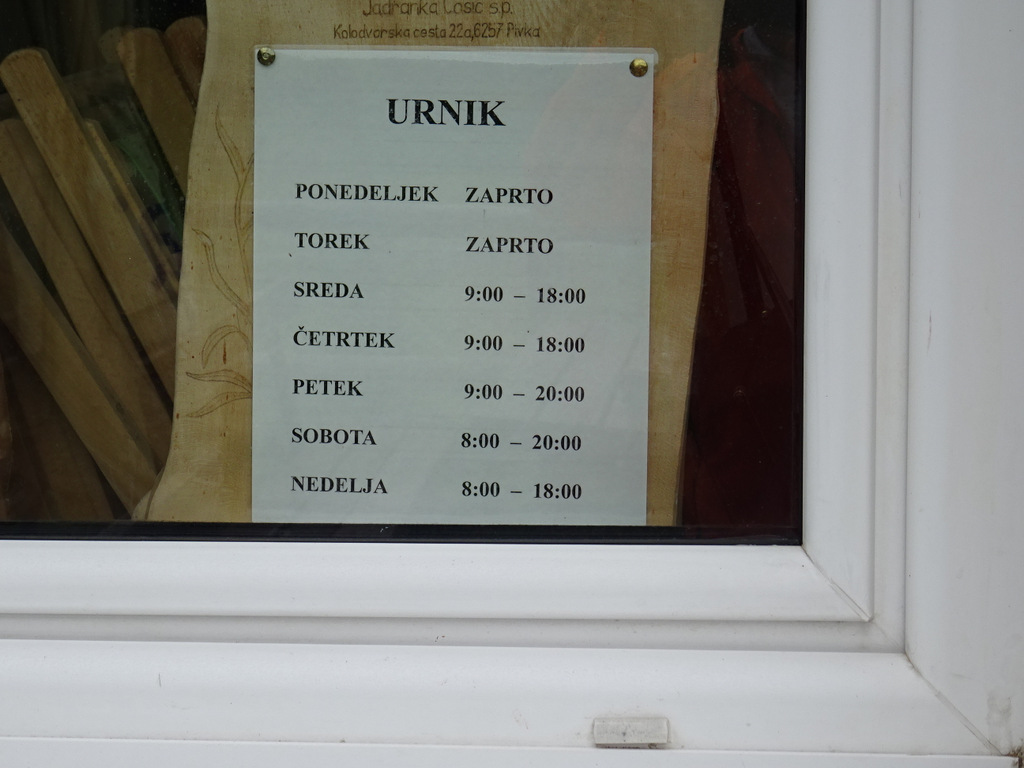 Jadranka Ćosić s.p.
Kolodvorska cesta 22a, 6257 Pivka
URNIK
PONEDELJEK ZAPRTO
TOREK ZAPRTO
SREDA 9:00 – 18:00
ČETRTEK 9:00 – 18:00
PETEK 9:00 – 20:00
SOBOTA 8:00 – 20:00
NEDELJA 8:00 – 18:00